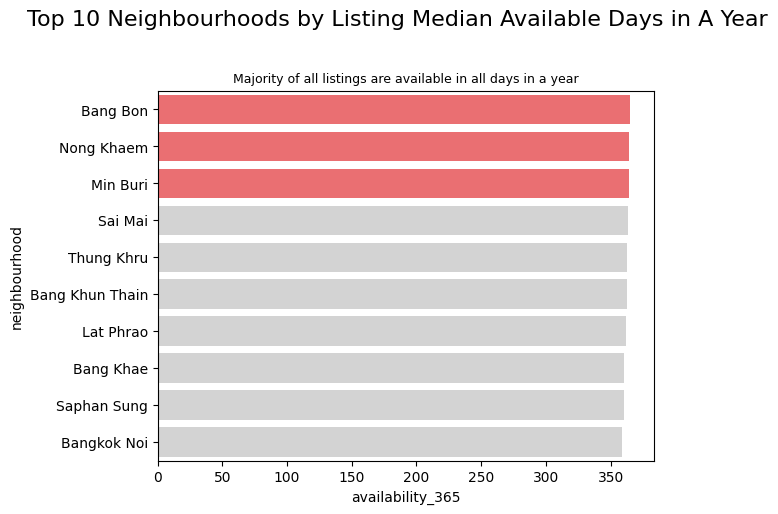 Top 10 Neighbourhoods by Listing Median Available Days in A Year
Majority of all listings are available in all days in a year
neighbourhood
Bang Bon
Nong Khaem
Min Buri
Sai Mai
Thung Khru
Bang Khun Thain
Lat Phrao
Bang Khae
Saphan Sung
Bangkok Noi
0 50 100 150 200 250 300 350
availability_365